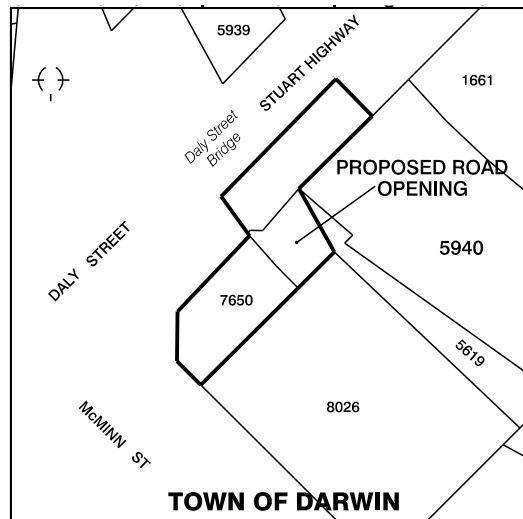 5939
STUART HIGHWAY
1661
Daly Street
Bridge
PROPOSED ROAD
OPENING
DALY STREET
5940
7650
5619
8026
McMINN ST
TOWN OF DARWIN